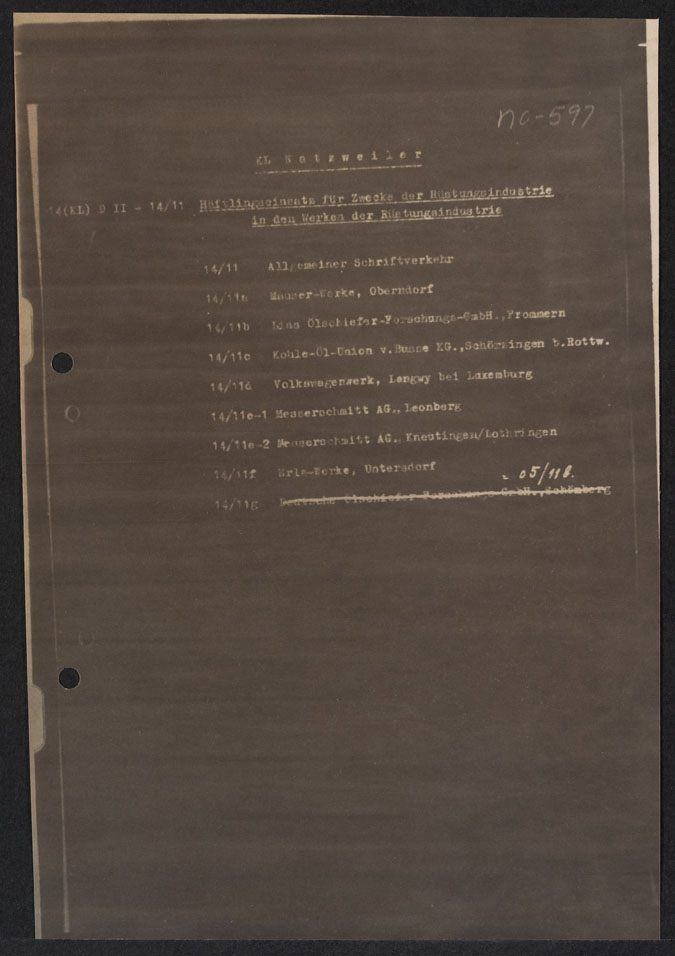 NO-597
KL Natzweiler
14(KL) D II - 14/11 Häftlingseinsatz für Zwecke der Rüstungsindustrie
in den Werken der Rüstungsindustrie
14/11 Allgemeiner Schriftverkehr
14/11a Mauser-Werke, Oberndorf
14/11b Lias Ölschiefer-Forschungs-GmbH.,Frommern
14/11c Kohle-Öl-Union v.Busse KG.,Schörzingen b.Rottw.
14/11d Volkswagenwerk, Longwy bei Luxemburg
14/11e-1 Messerschmitt AG., Leonberg
14/11e-2 Messerschmitt AG., Kneutingen/Lothringen
14/11f Erla-Werke, Untersdorf
05/118.
14/11g Deutsche Ölschiefer Forschungs GmbH.,Schömberg